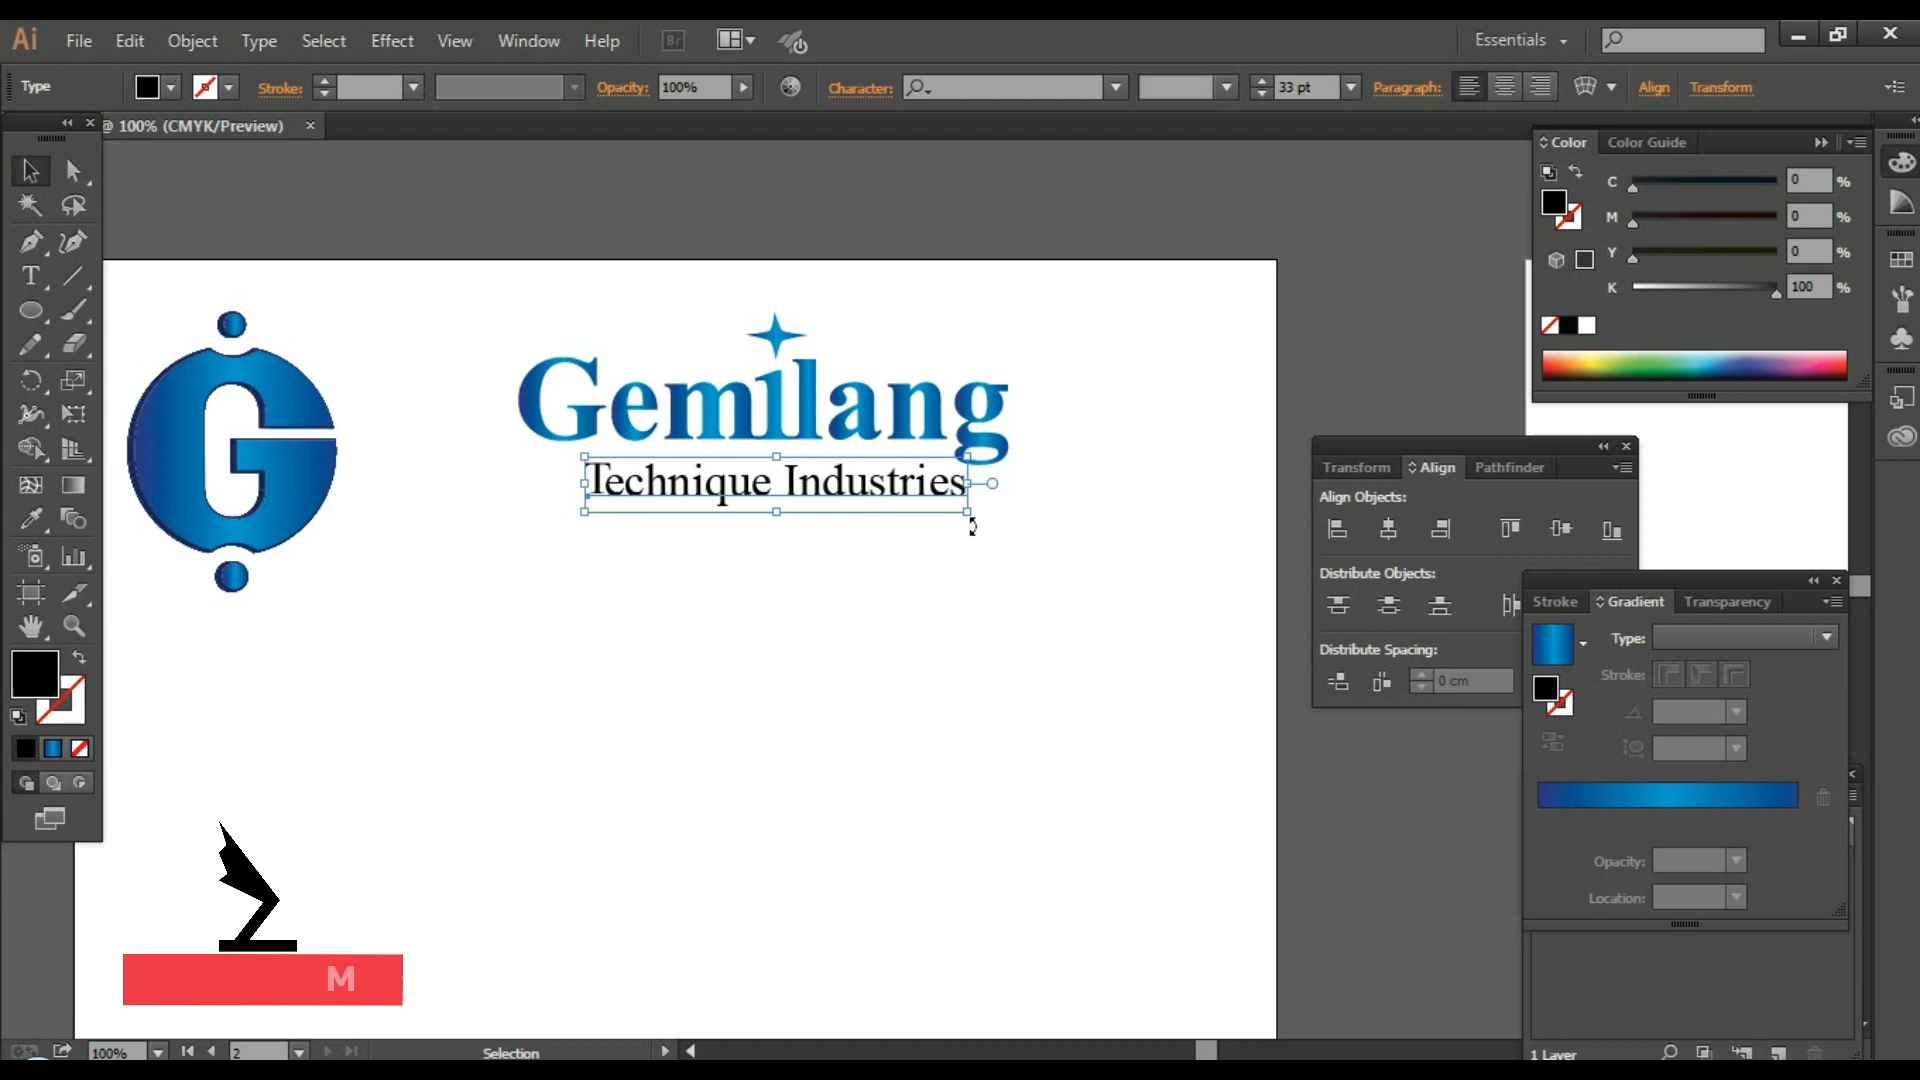 Ai File Edit Object Type Select Effect View Window Help Br Essentials
Type Stroke: Opacity: 100% Character: 33 pt Paragraph: Align Transform
@ 100% (CMYK/Preview)
Color Color Guide
C 0 %
M 0 %
Y 0 %
K 100 %
G
Gemilang
Technique Industries
Transform Align Pathfinder
Align Objects:
Distribute Objects:
Distribute Spacing:
0 cm
Stroke Gradient Transparency
Type:
Stroke:
Opacity:
Location:
M
100% 2 Selection
1 Layer